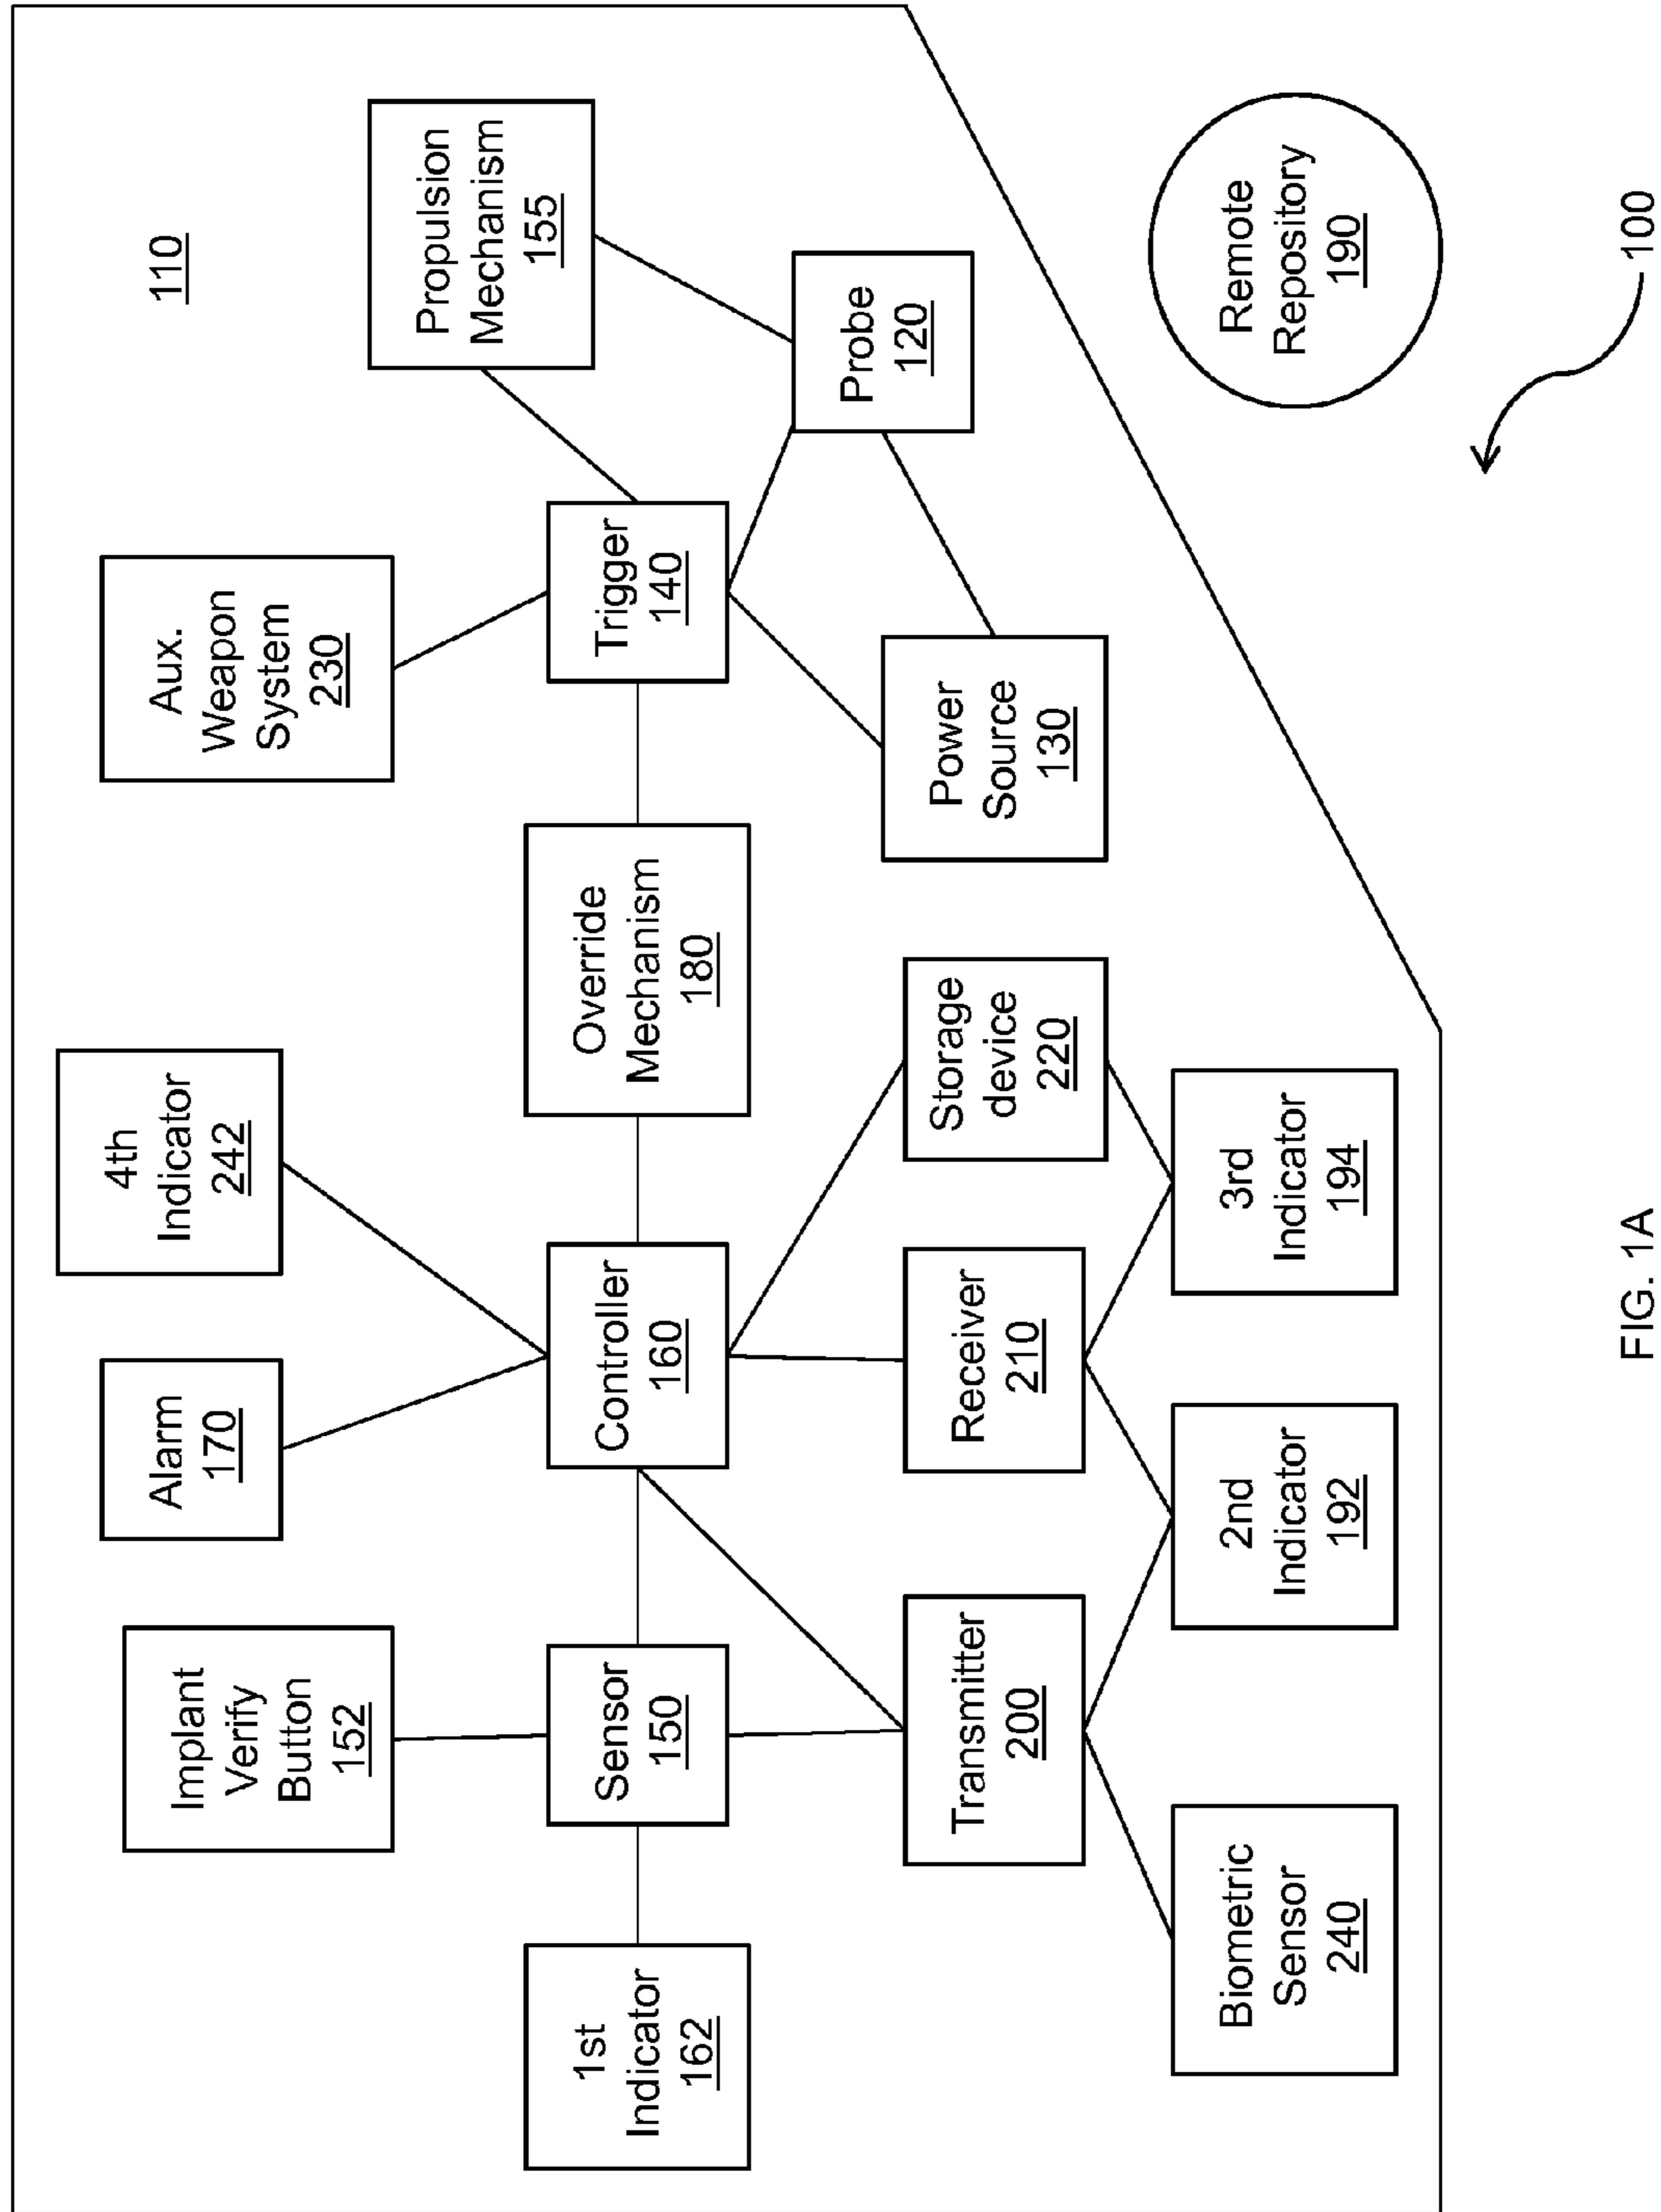 110
Implant
Verify
Button
152
Alarm
170
4th
Indicator
242
Aux.
Weapon
System
230
Propulsion
Mechanism
155
1st
Indicator
162
Sensor
150
Controller
160
Override
Mechanism
180
Trigger
140
Probe
120
Transmitter
200
Receiver
210
Storage
device
220
Power
Source
130
Biometric
Sensor
240
2nd
Indicator
192
3rd
Indicator
194
Remote
Repository
190
100
FIG. 1A